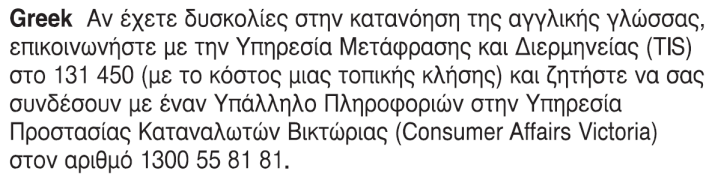 Greek Αν έχετε δυσκολίες στην κατανόηση της αγγλικής γλώσσας,
επικοινωνήστε με την Υπηρεσία Μετάφρασης και Διερμηνείας (TIS)
στο 131 450 (με το κόστος μιας τοπικής κλήσης) και ζητήστε να σας
συνδέσουν με έναν Υπάλληλο Πληροφοριών στην Υπηρεσία
Προστασίας Καταναλωτών Βικτώριας (Consumer Affairs Victoria)
στον αριθμό 1300 55 81 81.